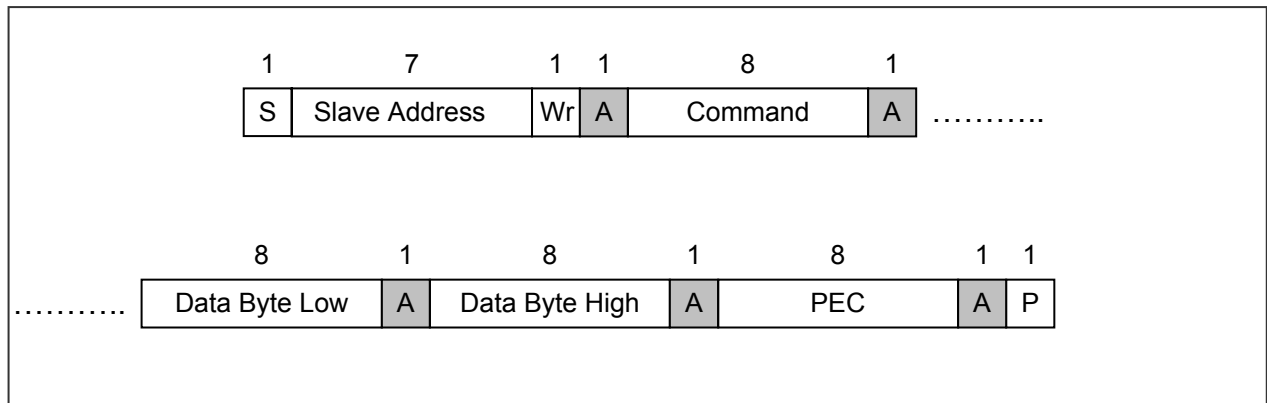 1 7 1 1 8 1
S Slave Address Wr A Command A ………..
8 1 8 1 8 1 1
……….. Data Byte Low A Data Byte High A PEC A P